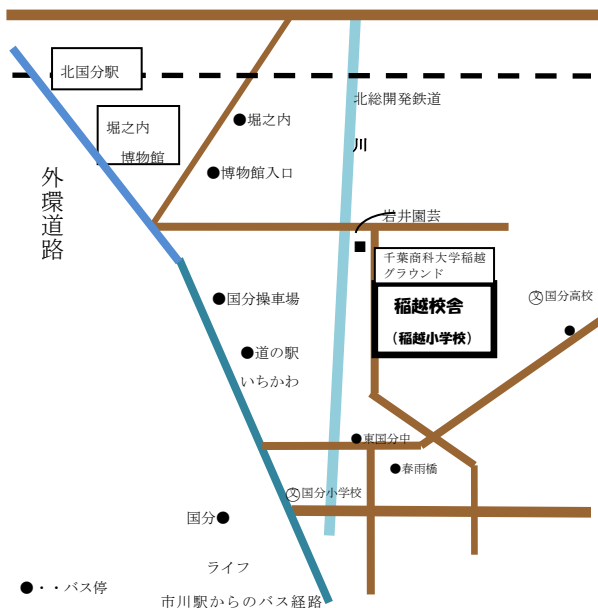 北国分駅
北総開発鉄道
堀之内
博物館
●堀之内
川
●博物館入口
外環道路
岩井園芸
千葉商科大学稲越
グラウンド
稲越校舎
(稲越小学校)
文国分高校
●国分操車場
●道の駅
いちかわ
●東国分中
●春雨橋
文国分小学校
国分●
ライフ
●・・バス停
市川駅からのバス経路